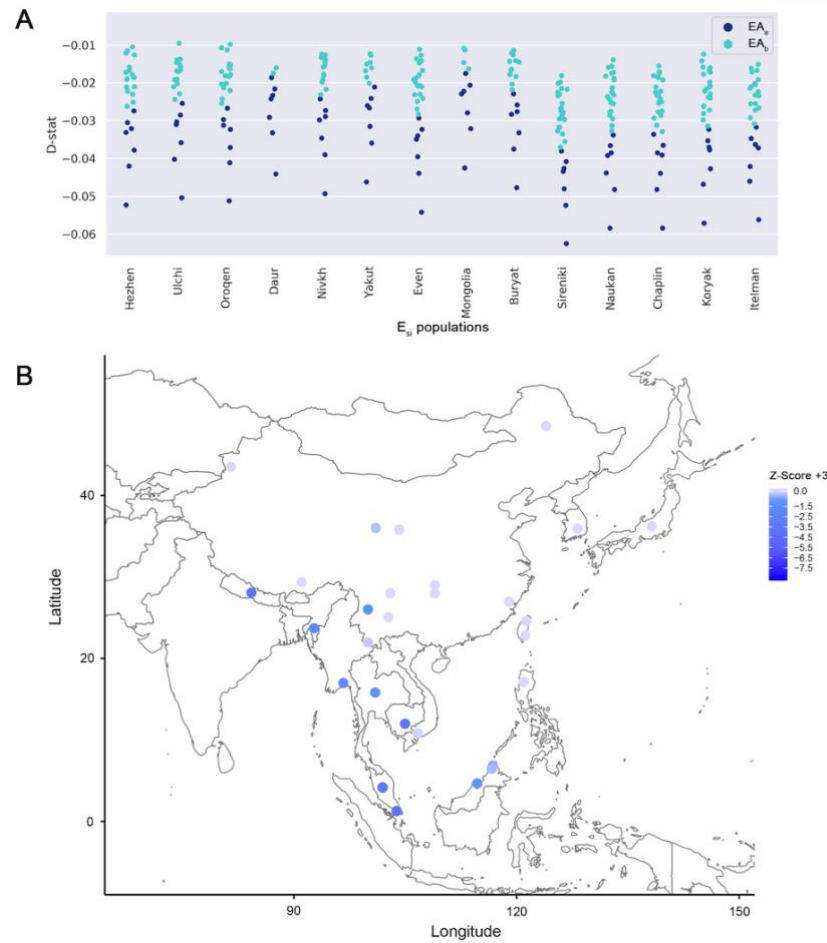 A
EAₐ
EA_b
−0.01
−0.02
−0.03
−0.04
−0.05
−0.06
D-stat
Hezhen
Ulchi
Oroqen
Daur
Nivkh
Yakut
Even
Mongolia
Buryat
Sireniki
Naukan
Chaplin
Koryak
Itelman
E_si populations
B
Z-Score +3
0.0
-1.5
-2.5
-3.5
-4.5
-5.5
-6.5
-7.5
40
20
0
Latitude
90
120
150
Longitude